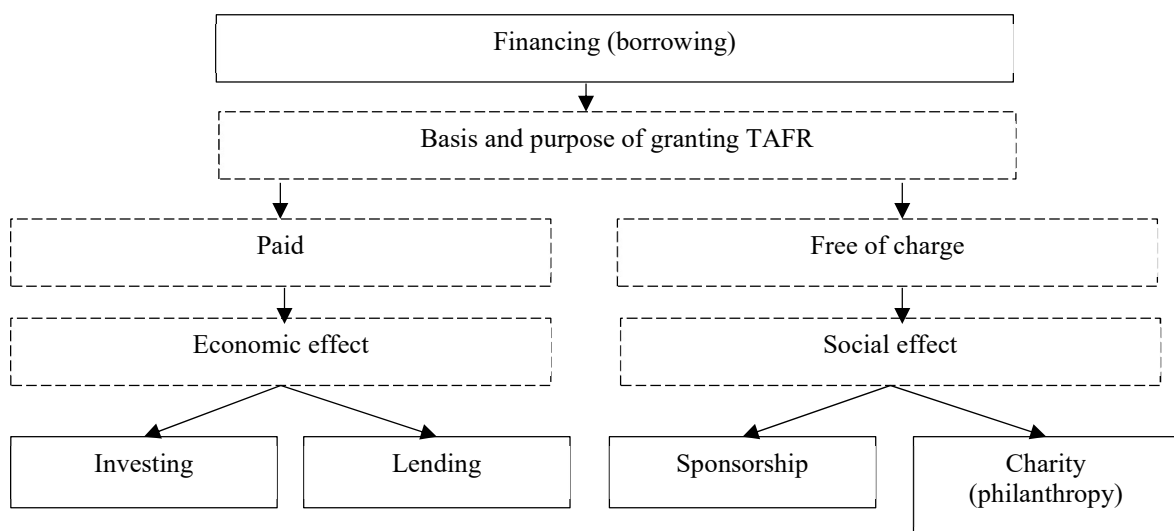 Financing (borrowing)
Basis and purpose of granting TAFR
Paid
Free of charge
Economic effect
Social effect
Investing
Lending
Sponsorship
Charity
(philanthropy)